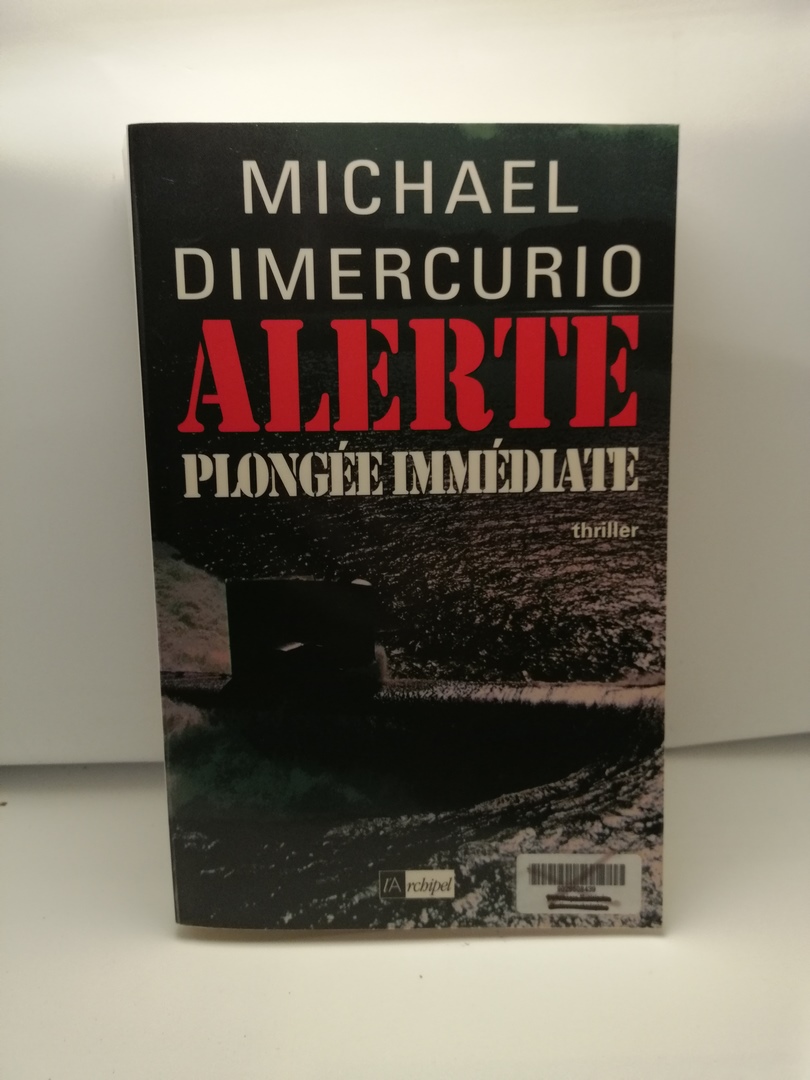 MICHAEL
DIMERCURIO
ALERTE
PLONGÉE IMMÉDIATE
thriller
l'Archipel